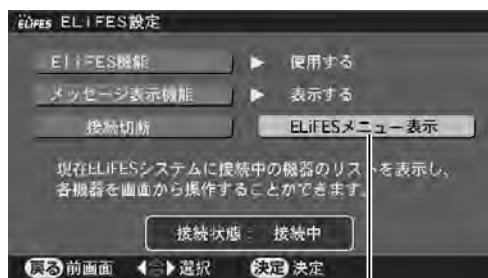 ELiFES ELiFES設定
ELiFES機能 ▶ 使用する
メッセージ表示機能 ▶ 表示する
接続切断 ELiFESメニュー表示
現在ELiFESシステムに接続中の機器のリストを表示し、
各機器を画面から操作することができます。
接続状態： 接続中
戻る 前画面 選択 決定 決定